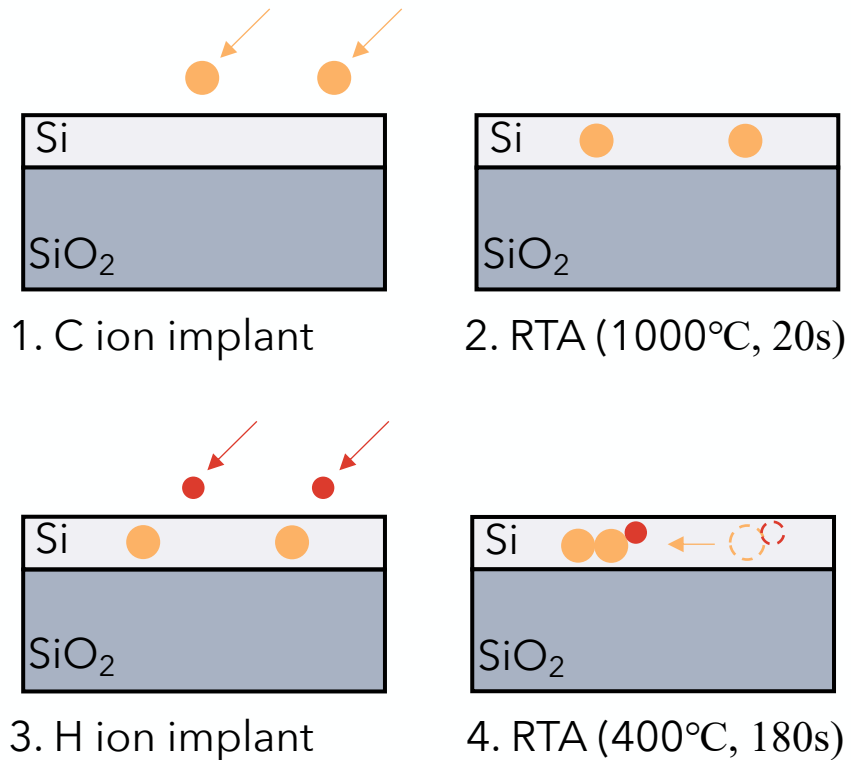 Si
SiO₂
1. C ion implant
Si
SiO₂
2. RTA (1000℃, 20s)
Si
SiO₂
3. H ion implant
Si
SiO₂
4. RTA (400℃, 180s)